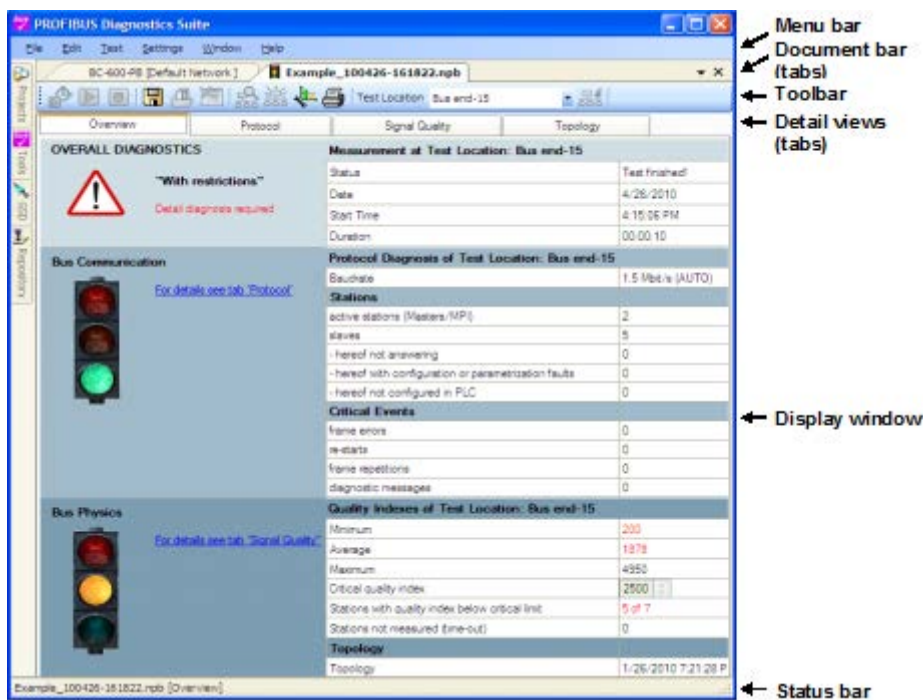 PROFIBUS Diagnostics Suite
File Edit Test Settings Window Help
BC-600-PB [Default Network ] Example_100426-161822.npb
Test Location Bus end-15
Overview Protocol Signal Quality Topology
Projects
Tools
GSD
Repository
OVERALL DIAGNOSTICS
"With restrictions"
Detail diagnosis required
Measurement at Test Location: Bus end-15
Status Test finished!
Date 4/26/2010
Start Time 4:15:06 PM
Duration 00:00:10
Bus Communication
For details see tab 'Protocol'
Protocol Diagnosis of Test Location: Bus end-15
Baudrate 1.5 Mbit/s (AUTO)
Stations
active stations (Masters/MPI) 2
slaves 5
- hereof not answering 0
- hereof with configuration or parametrization faults 0
- hereof not configured in PLC 0
Critical Events
frame errors 0
re-starts 0
frame repetitions 0
diagnostic messages 0
Bus Physics
For details see tab 'Signal Quality'
Quality Indexes of Test Location: Bus end-15
Minimum 200
Average 1878
Maximum 4950
Critical quality index 2500
Stations with quality index below critical limit 5 of 7
Stations not measured (time-out) 0
Topology
Topology 1/26/2010 7:21:28 P
Example_100426-161822.npb [Overview]
Menu bar
Document bar
(tabs)
Toolbar
Detail views
(tabs)
Display window
Status bar